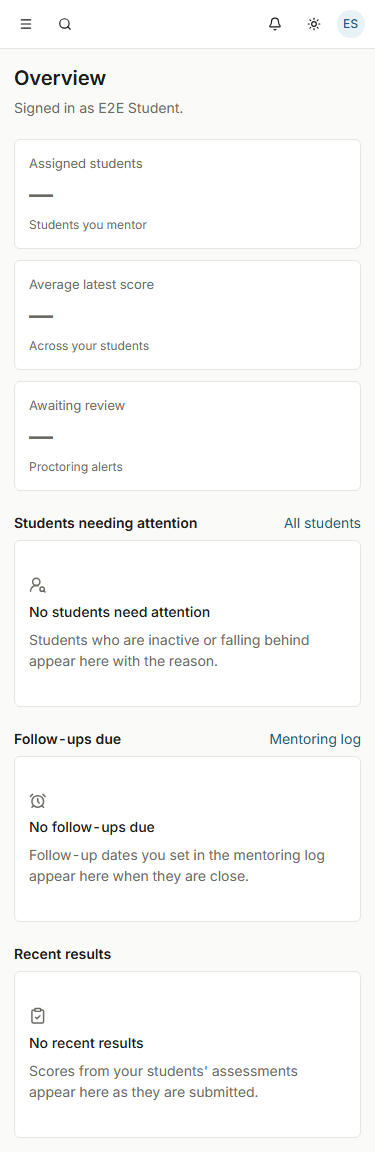 ES
Overview
Signed in as E2E Student.
Assigned students
—
Students you mentor
Average latest score
—
Across your students
Awaiting review
—
Proctoring alerts
Students needing attention
All students
No students need attention
Students who are inactive or falling behind
appear here with the reason.
Follow-ups due
Mentoring log
No follow-ups due
Follow-up dates you set in the mentoring log
appear here when they are close.
Recent results
No recent results
Scores from your students' assessments
appear here as they are submitted.